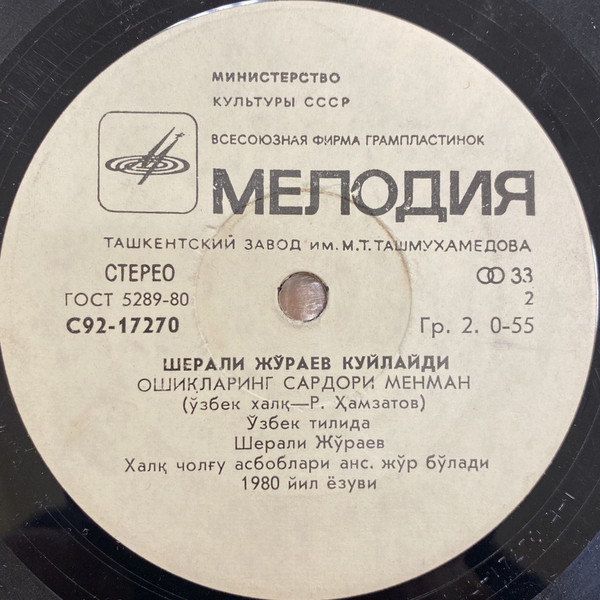 МИНИСТЕРСТВО
КУЛЬТУРЫ СССР
ВСЕСОЮЗНАЯ ФИРМА ГРАМПЛАСТИНОК
МЕЛОДИЯ
ТАШКЕНТСКИЙ ЗАВОД ИМ. М.Т. ТАШМУХАМЕДОВА
СТЕРЕО 33
ГОСТ 5289-80 2
С92-17270 Гр. 2. 0-55
ШЕРАЛИ ЖЎРАЕВ КУЙЛАЙДИ
ОШИҚЛАРИНГ САРДОРИ МЕНМАН
(ўзбек халқ—Р. Ҳамзатов)
Ўзбек тилида
Шерали Жўраев
Халқ чолғу асбоблари анс. жўр бўлади
1980 йил ёзуви